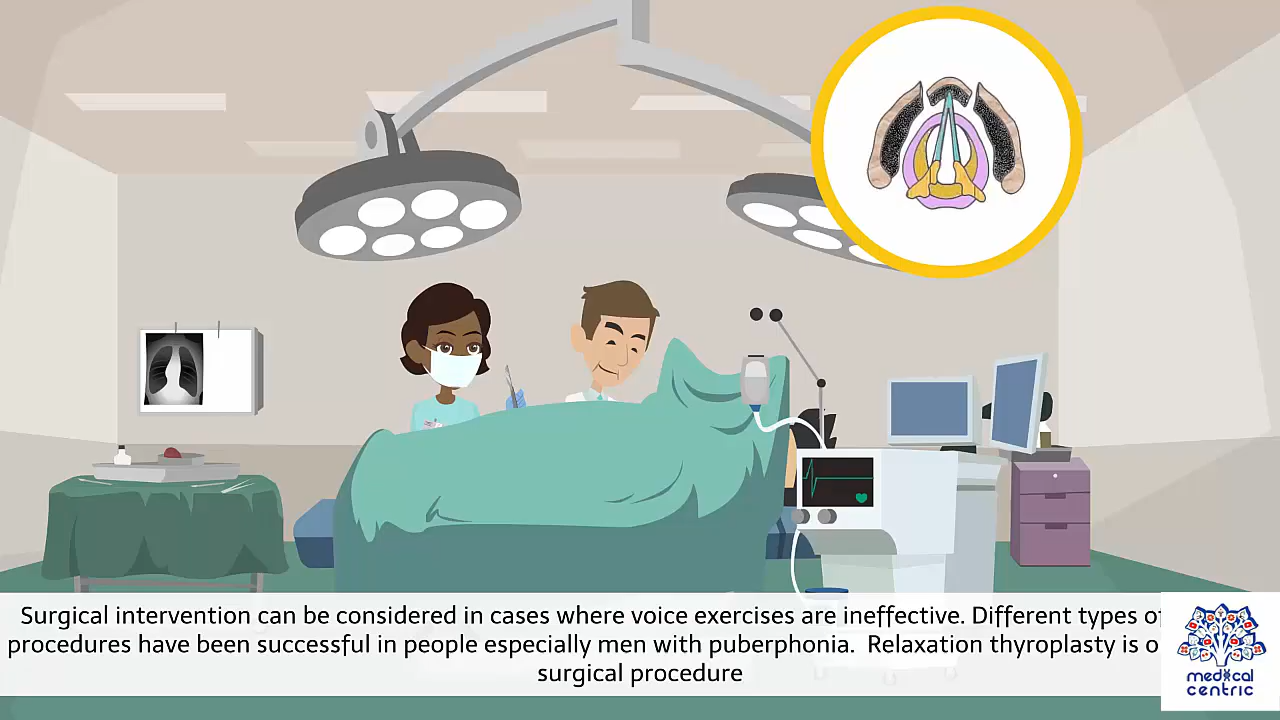 Surgical intervention can be considered in cases where voice exercises are ineffective. Different types of
procedures have been successful in people especially men with puberphonia. Relaxation thyroplasty is
surgical procedure
medical
centric